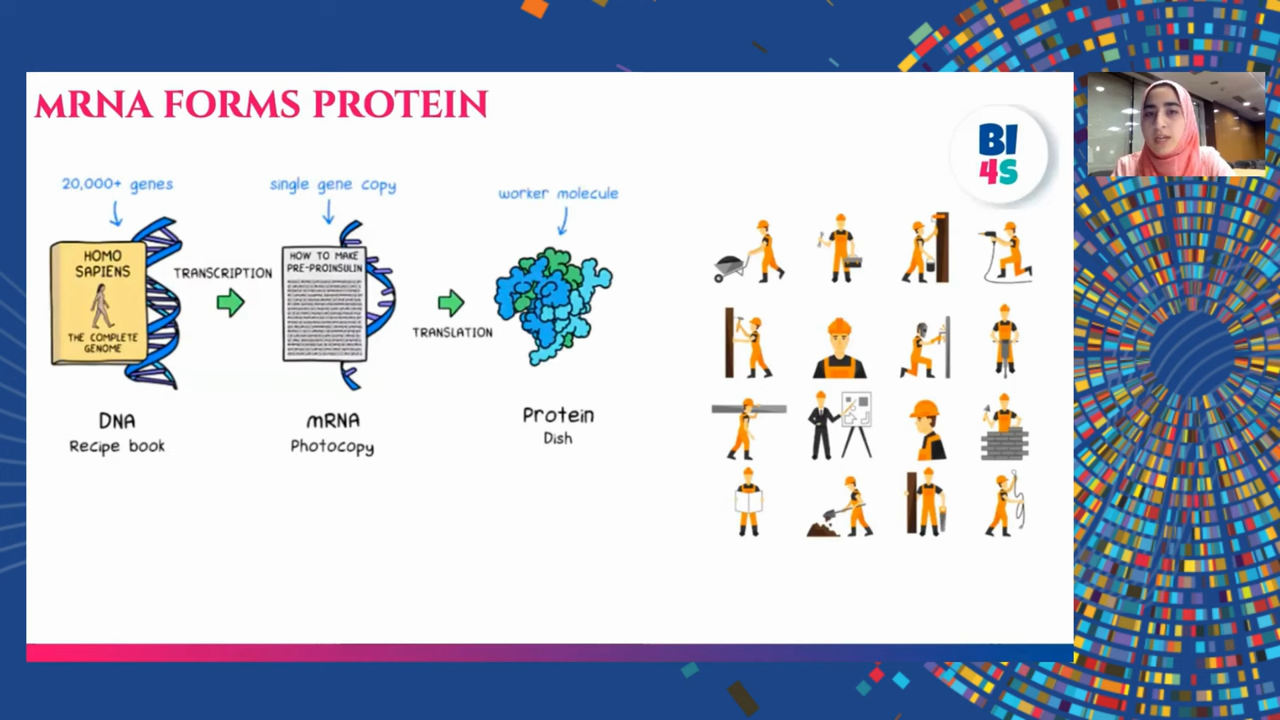 mRNA FORMS PROTEIN
BI
4S
20,000+ genes
single gene copy
worker molecule
HOMO
SAPIENS
THE COMPLETE
GENOME
TRANSCRIPTION
HOW TO MAKE
PRE-PROINSULIN
TRANSLATION
DNA
Recipe book
mRNA
Photocopy
Protein
Dish